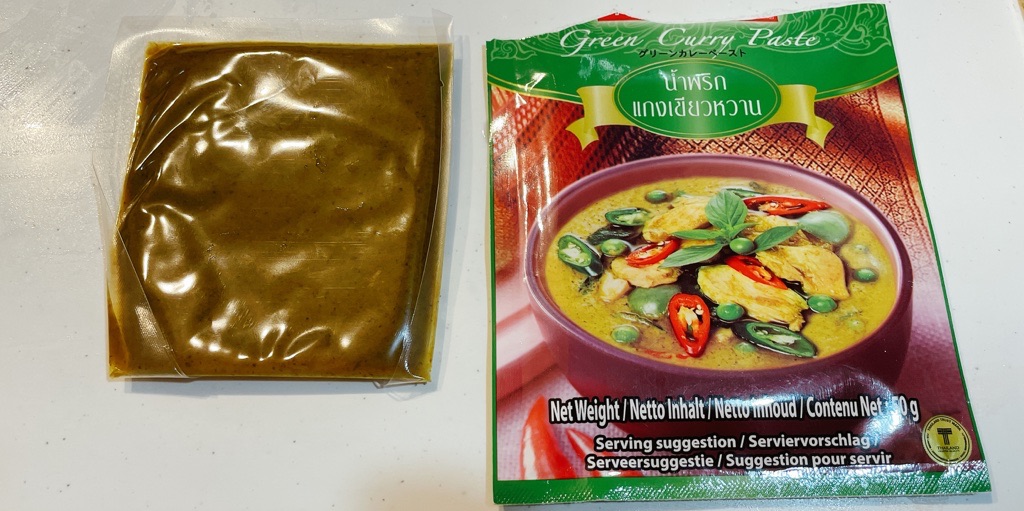 Green Curry Paste
グリーンカレーペースト
น้ำพริก
แกงเขียวหวาน
Net Weight / Netto Inhalt / Netto Inhoud / Contenu Net : 50 g
Serving suggestion / Serviervorschlag /
Serveersuggestie / Suggestion pour servir
T
THAILAND